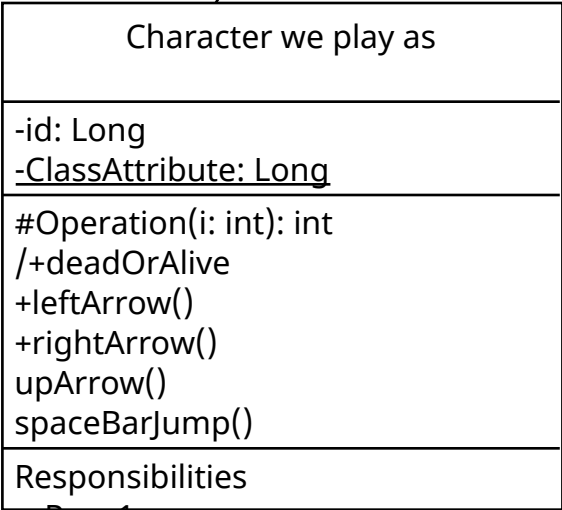 Character we play as
-id: Long
-ClassAttribute: Long
#Operation(i: int): int
/+deadOrAlive
+leftArrow()
+rightArrow()
upArrow()
spaceBarJump()
Responsibilities